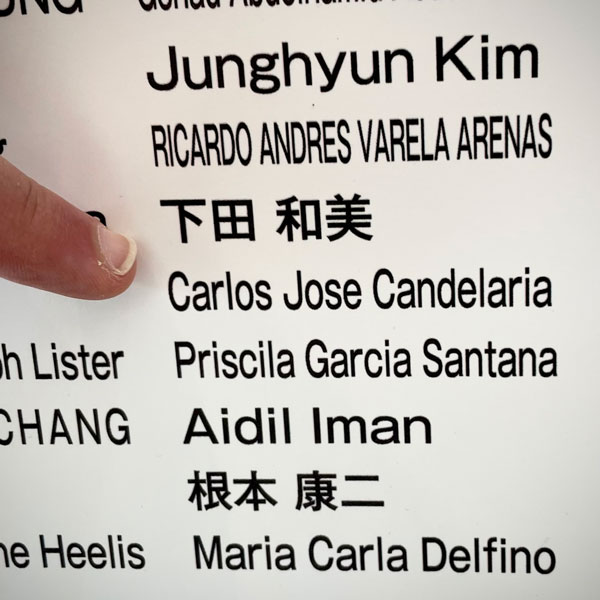 Junghyun Kim
RICARDO ANDRES VARELA ARENAS
下田 和美
Carlos Jose Candelaria
Lister Priscila Garcia Santana
CHANG Aidil Iman
根本 康二
Heelis Maria Carla Delfino